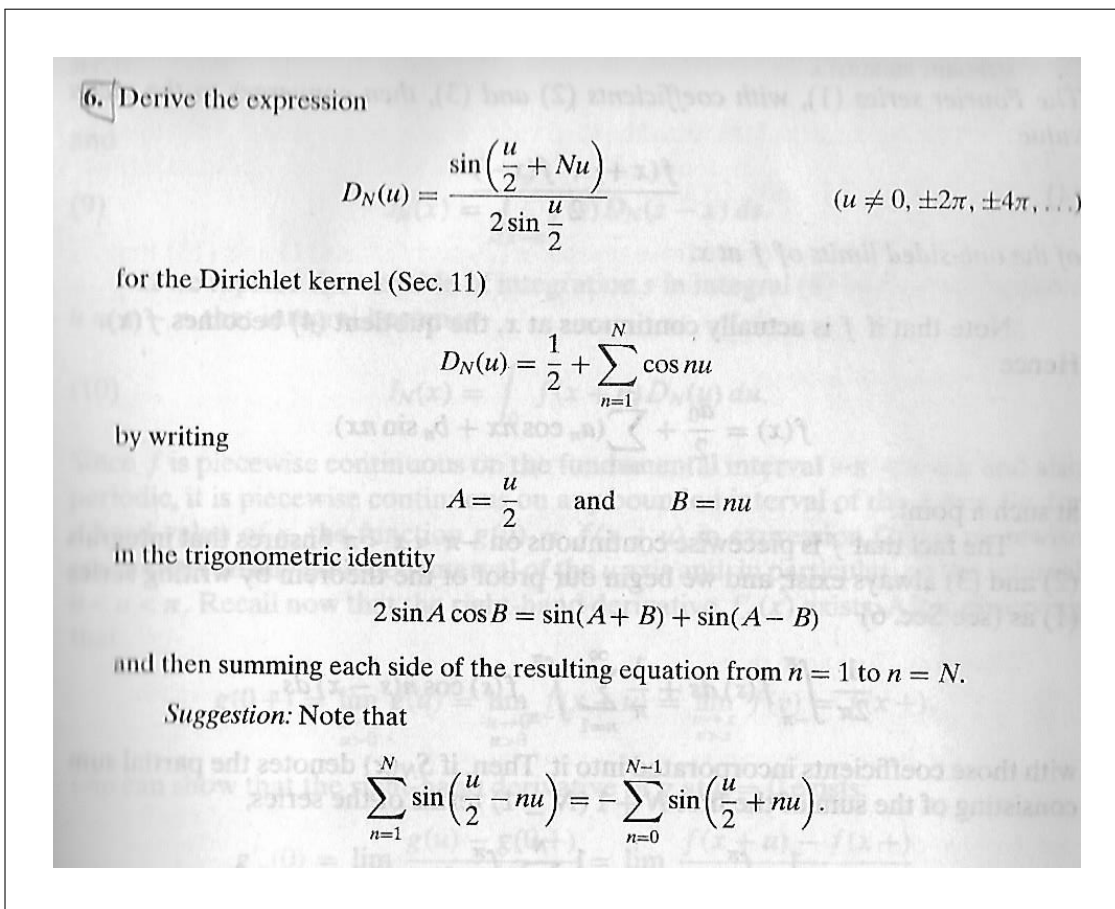 6. Derive the expression
D_N(u) = sin(u/2 + Nu) / (2 sin u/2) (u ≠ 0, ±2π, ±4π, ...)
for the Dirichlet kernel (Sec. 11)
D_N(u) = 1/2 + ∑_{n=1}^{N} cos nu
by writing
A = u/2 and B = nu
in the trigonometric identity
2 sin A cos B = sin(A + B) + sin(A − B)
and then summing each side of the resulting equation from n = 1 to n = N.
Suggestion: Note that
∑_{n=1}^{N} sin(u/2 − nu) = − ∑_{n=0}^{N−1} sin(u/2 + nu).